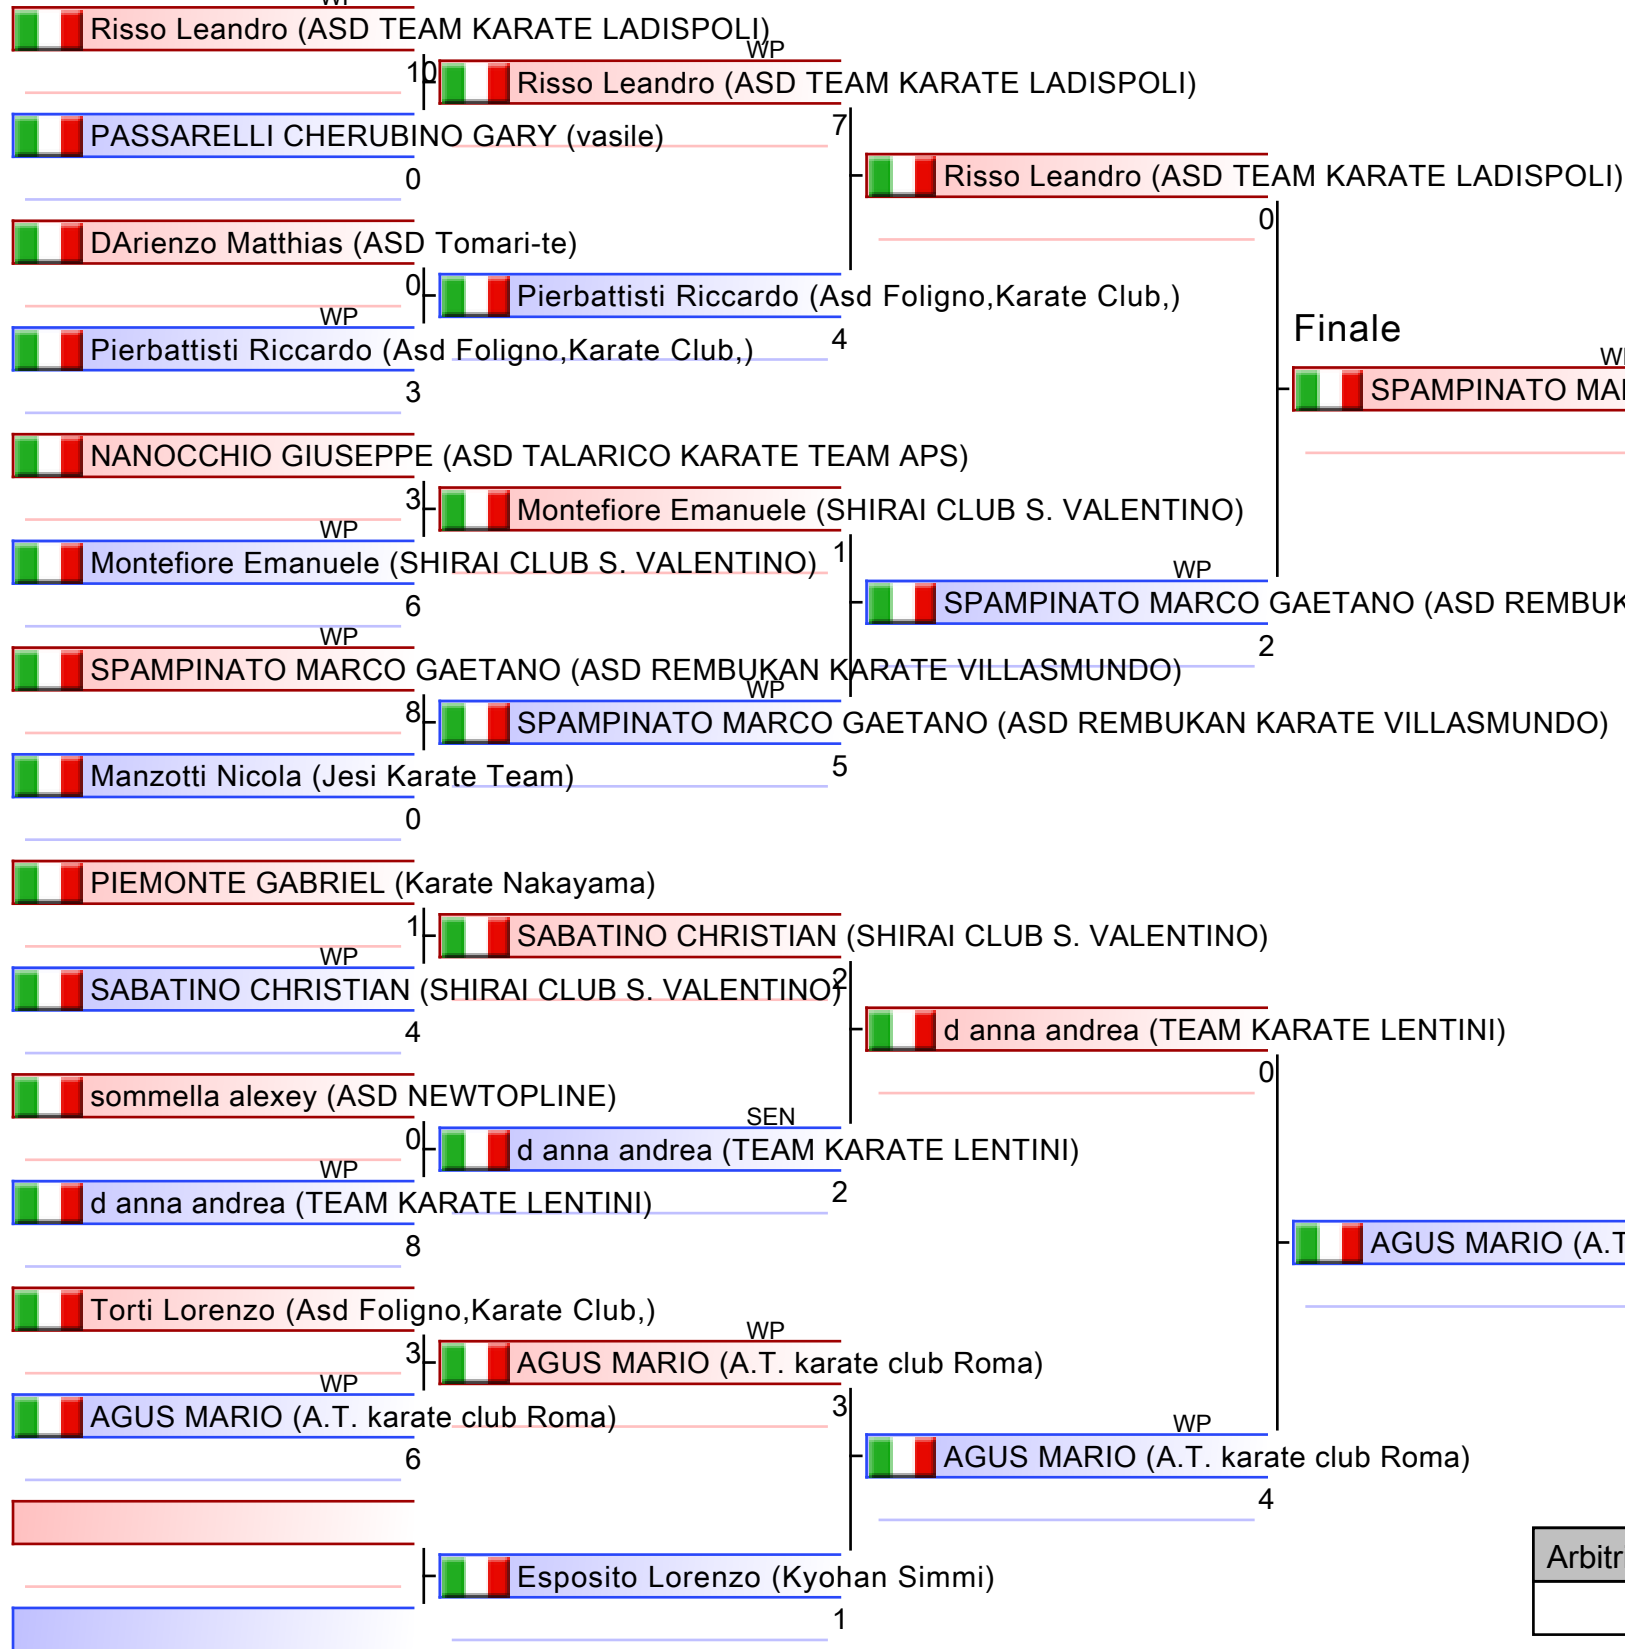 WP
Risso Leandro (ASD TEAM KARATE LADISPOLI)
10
PASSARELLI CHERUBINO GARY (vasile)
0
DArienzo Matthias (ASD Tomari-te)
0
WP
Pierbattisti Riccardo (Asd Foligno,Karate Club,)
3
NANOCCHIO GIUSEPPE (ASD TALARICO KARATE TEAM APS)
3
WP
Montefiore Emanuele (SHIRAI CLUB S. VALENTINO)
6
WP
SPAMPINATO MARCO GAETANO (ASD REMBUKAN KARATE VILLASMUNDO)
8
Manzotti Nicola (Jesi Karate Team)
0
PIEMONTE GABRIEL (Karate Nakayama)
1
WP
SABATINO CHRISTIAN (SHIRAI CLUB S. VALENTINO)
4
sommella alexey (ASD NEWTOPLINE)
0
WP
d anna andrea (TEAM KARATE LENTINI)
8
Torti Lorenzo (Asd Foligno,Karate Club,)
3
WP
AGUS MARIO (A.T. karate club Roma)
6
WP
Risso Leandro (ASD TEAM KARATE LADISPOLI)
7
Pierbattisti Riccardo (Asd Foligno,Karate Club,)
4
Montefiore Emanuele (SHIRAI CLUB S. VALENTINO)
1
WP
SPAMPINATO MARCO GAETANO (ASD REMBUKAN KARATE VILLASMUNDO)
5
SABATINO CHRISTIAN (SHIRAI CLUB S. VALENTINO)
2
SEN
d anna andrea (TEAM KARATE LENTINI)
2
WP
AGUS MARIO (A.T. karate club Roma)
3
Esposito Lorenzo (Kyohan Simmi)
1
Risso Leandro (ASD TEAM KARATE LADISPOLI)
0
WP
SPAMPINATO MARCO GAETANO (ASD REMBUK
2
d anna andrea (TEAM KARATE LENTINI)
0
WP
AGUS MARIO (A.T. karate club Roma)
4
Finale
SPAMPINATO MA
AGUS MARIO (A.T
Arbitri